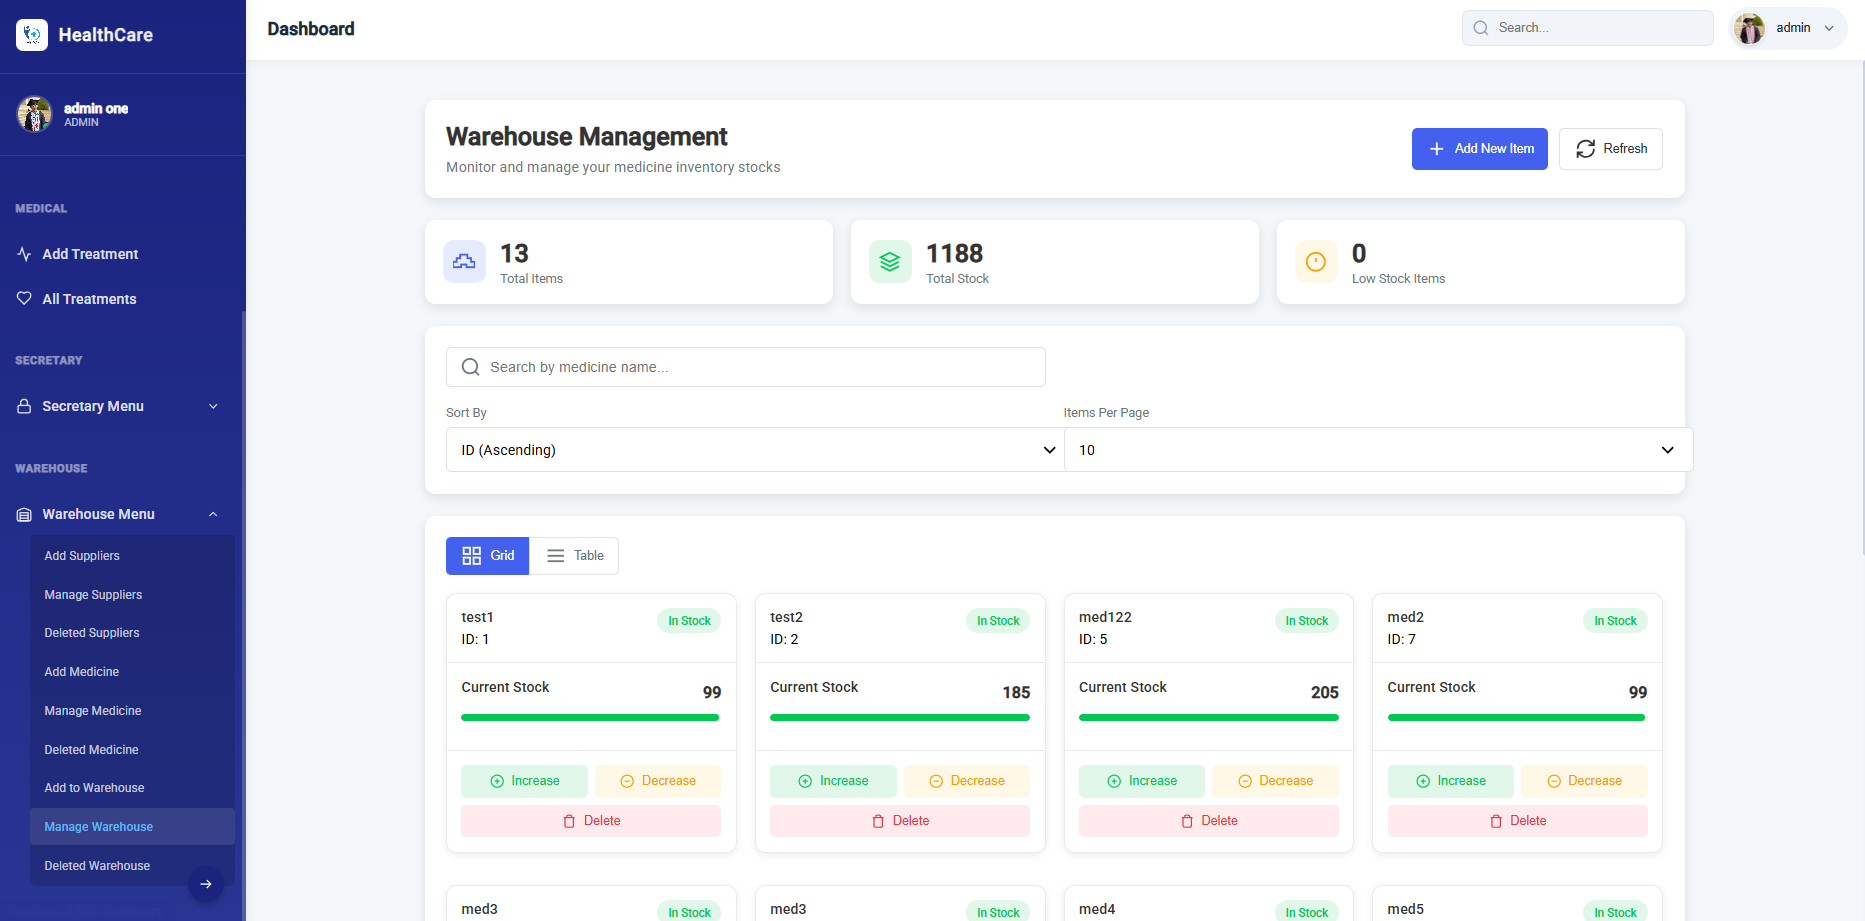 HealthCare
Dashboard
Search...
admin
admin one
ADMIN
MEDICAL
Add Treatment
All Treatments
SECRETARY
Secretary Menu
WAREHOUSE
Warehouse Menu
Add Suppliers
Manage Suppliers
Deleted Suppliers
Add Medicine
Manage Medicine
Deleted Medicine
Add to Warehouse
Manage Warehouse
Deleted Warehouse
Warehouse Management
Monitor and manage your medicine inventory stocks
Add New Item
Refresh
13
Total Items
1188
Total Stock
0
Low Stock Items
Search by medicine name...
Sort By
ID (Ascending)
Items Per Page
10
Grid
Table
test1
In Stock
ID: 1
Current Stock
99
Increase
Decrease
Delete
test2
In Stock
ID: 2
Current Stock
185
Increase
Decrease
Delete
med122
In Stock
ID: 5
Current Stock
205
Increase
Decrease
Delete
med2
In Stock
ID: 7
Current Stock
99
Increase
Decrease
Delete
med3
In Stock
med3
In Stock
med4
In Stock
med5
In Stock